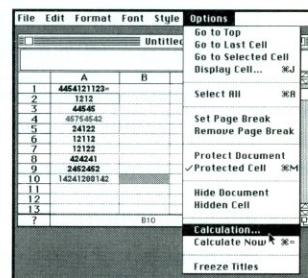 File Edit Format Font Style Options
Untitled
Go to Top
Go to Last Cell
Go to Selected Cell
Display Cell... ⌘J
Select All ⌘A
Set Page Break
Remove Page Break
Protect Document
✓Protected Cell ⌘M
Hide Document
Hidden Cell
Calculation...
Calculate Now ⌘=
Freeze Titles
A B
1 4454121123=
2 1212
3 44545
4 45754542
5 24122
6 12112
7 12122
8 424241
9 2452452
10 14241200142
11
12
13
? B10